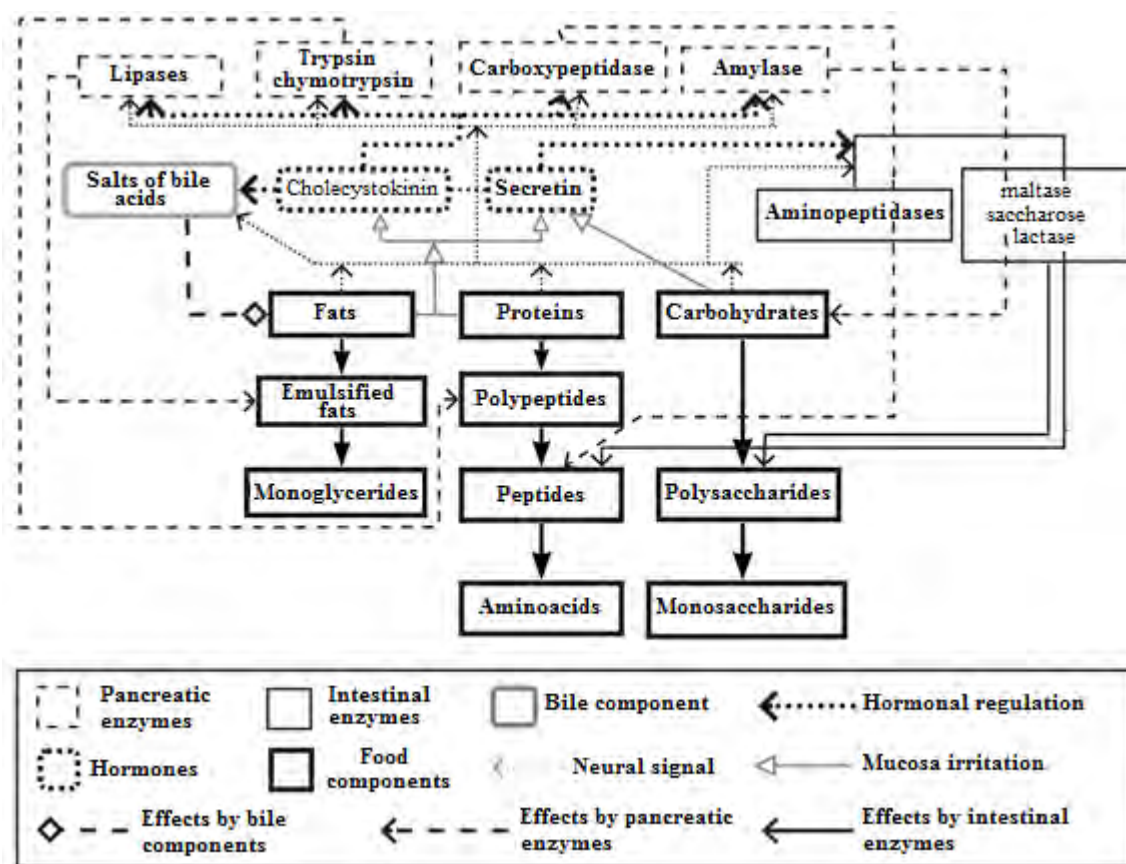 Lipases
Trypsin
chymotrypsin
Carboxypeptidase
Amylase
Salts of bile
acids
Cholecystokinin
Secretin
Aminopeptidases
maltase
saccharose
lactase
Fats
Proteins
Carbohydrates
Emulsified
fats
Polypeptides
Monoglycerides
Peptides
Polysaccharides
Aminoacids
Monosaccharides
Pancreatic
enzymes
Intestinal
enzymes
Bile component
Hormonal regulation
Hormones
Food
components
Neural signal
Mucosa irritation
Effects by bile
components
Effects by pancreatic
enzymes
Effects by intestinal
enzymes